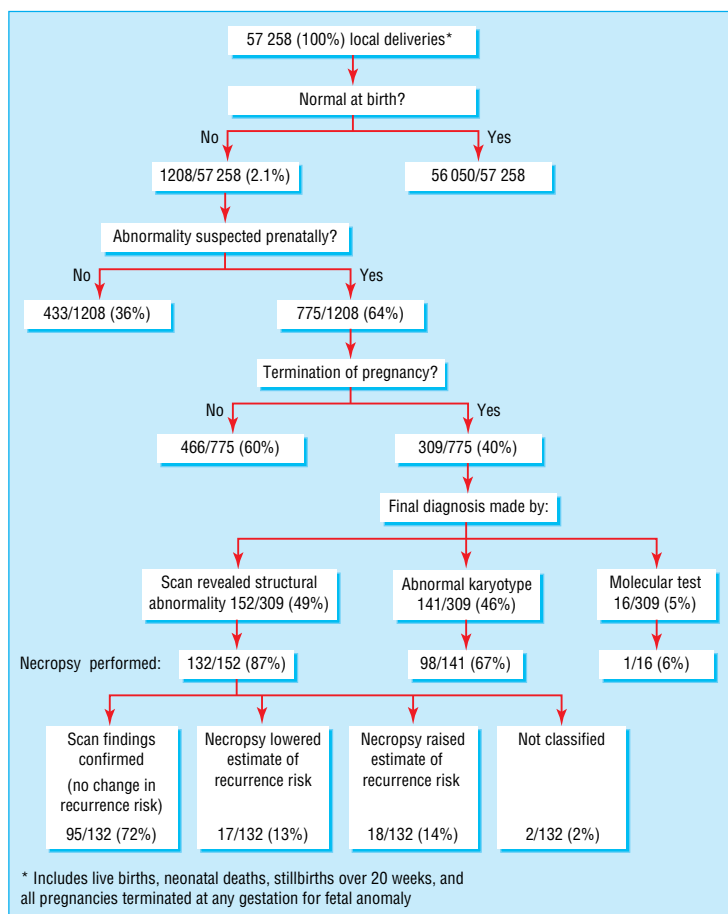 57 258 (100%) local deliveries*
Normal at birth?
No
Yes
1208/57 258 (2.1%)
56 050/57 258
Abnormality suspected prenatally?
No
Yes
433/1208 (36%)
775/1208 (64%)
Termination of pregnancy?
No
Yes
466/775 (60%)
309/775 (40%)
Final diagnosis made by:
Scan revealed structural
abnormality 152/309 (49%)
Abnormal karyotype
141/309 (46%)
Molecular test
16/309 (5%)
Necropsy performed:
132/152 (87%)
98/141 (67%)
1/16 (6%)
Scan findings
confirmed
(no change in
recurrence risk)
95/132 (72%)
Necropsy lowered
estimate of
recurrence risk
17/132 (13%)
Necropsy raised
estimate of
recurrence risk
18/132 (14%)
Not classified
2/132 (2%)
* Includes live births, neonatal deaths, stillbirths over 20 weeks, and
all pregnancies terminated at any gestation for fetal anomaly